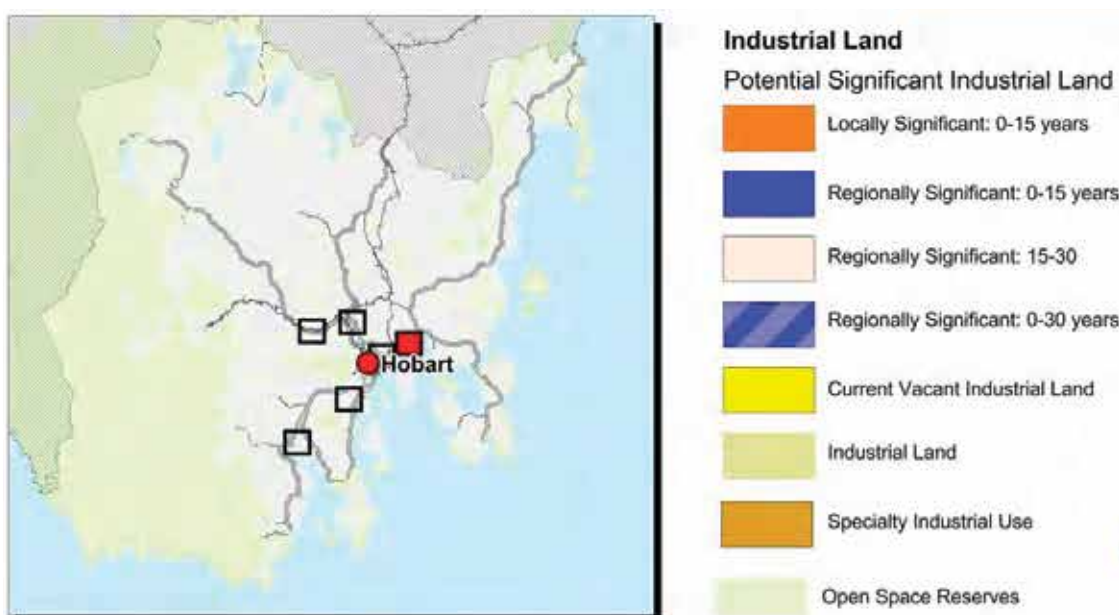 Hobart
Industrial Land
Potential Significant Industrial Land
Locally Significant: 0-15 years
Regionally Significant: 0-15 years
Regionally Significant: 15-30
Regionally Significant: 0-30 years
Current Vacant Industrial Land
Industrial Land
Specialty Industrial Use
Open Space Reserves